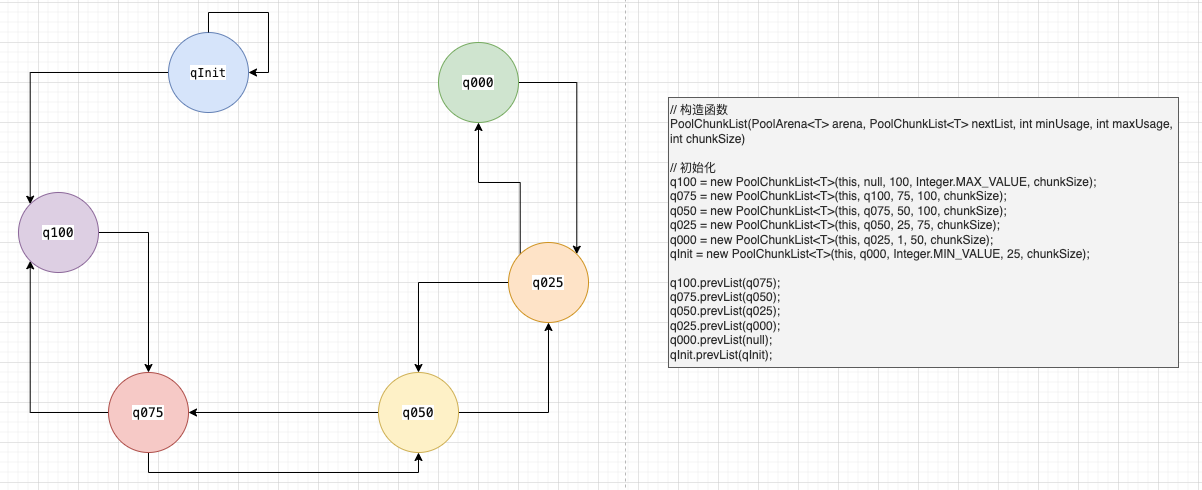 qInit
q000
q100
q025
q075
q050
// 构造函数
PoolChunkList(PoolArena<T> arena, PoolChunkList<T> nextList, int minUsage, int maxUsage,
int chunkSize)
// 初始化
q100 = new PoolChunkList<T>(this, null, 100, Integer.MAX_VALUE, chunkSize);
q075 = new PoolChunkList<T>(this, q100, 75, 100, chunkSize);
q050 = new PoolChunkList<T>(this, q075, 50, 100, chunkSize);
q025 = new PoolChunkList<T>(this, q050, 25, 75, chunkSize);
q000 = new PoolChunkList<T>(this, q025, 1, 50, chunkSize);
qInit = new PoolChunkList<T>(this, q000, Integer.MIN_VALUE, 25, chunkSize);
q100.prevList(q075);
q075.prevList(q050);
q050.prevList(q025);
q025.prevList(q000);
q000.prevList(null);
qInit.prevList(qInit);